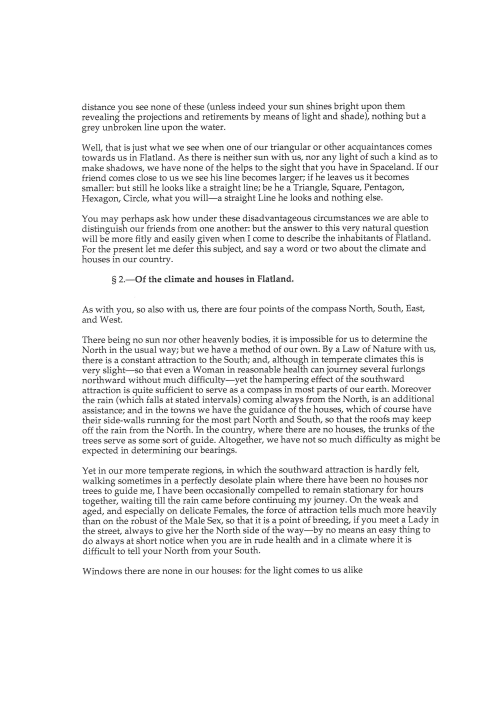 distance you see none of these (unless indeed your sun shines bright upon them
revealing the projections and retirements by means of light and shade), nothing but a
grey unbroken line upon the water.
Well, that is just what we see when one of our triangular or other acquaintances comes
towards us in Flatland. As there is neither sun with us, nor any light of such a kind as to
make shadows, we have none of the helps to the sight that you have in Spaceland. If our
friend comes close to us we see his line becomes larger; if he leaves us it becomes
smaller: but still he looks like a straight line; be he a Triangle, Square, Pentagon,
Hexagon, Circle, what you will—a straight Line he looks and nothing else.
You may perhaps ask how under these disadvantageous circumstances we are able to
distinguish our friends from one another: but the answer to this very natural question
will be more fitly and easily given when I come to describe the inhabitants of Flatland.
For the present let me defer this subject, and say a word or two about the climate and
houses in our country.
§ 2.—Of the climate and houses in Flatland.
As with you, so also with us, there are four points of the compass North, South, East,
and West.
There being no sun nor other heavenly bodies, it is impossible for us to determine the
North in the usual way; but we have a method of our own. By a Law of Nature with us,
there is a constant attraction to the South; and, although in temperate climates this is
very slight—so that even a Woman in reasonable health can journey several furlongs
northward without much difficulty—yet the hampering effect of the southward
attraction is quite sufficient to serve as a compass in most parts of our earth. Moreover
the rain (which falls at stated intervals) coming always from the North, is an additional
assistance; and in the towns we have the guidance of the houses, which of course have
their side-walls running for the most part North and South, so that the roofs may keep
off the rain from the North. In the country, where there are no houses, the trunks of the
trees serve as some sort of guide. Altogether, we have not so much difficulty as might be
expected in determining our bearings.
Yet in our more temperate regions, in which the southward attraction is hardly felt,
walking sometimes in a perfectly desolate plain where there have been no houses nor
trees to guide me, I have been occasionally compelled to remain stationary for hours
together, waiting till the rain came before continuing my journey. On the weak and
aged, and especially on delicate Females, the force of attraction tells much more heavily
than on the robust of the Male Sex, so that it is a point of breeding, if you meet a Lady in
the street, always to give her the North side of the way—by no means an easy thing to
do always at short notice when you are in rude health and in a climate where it is
difficult to tell your North from your South.
Windows there are none in our houses: for the light comes to us alike